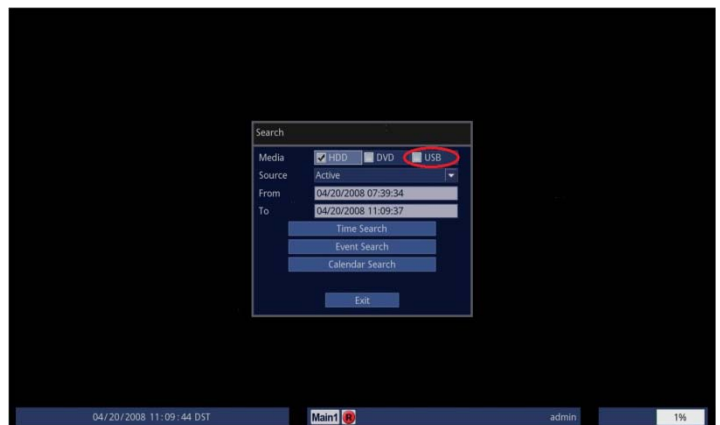 Search
Media HDD DVD USB
Source Active
From 04/20/2008 07:39:34
To 04/20/2008 11:09:37
Time Search
Event Search
Calendar Search
Exit
04/20/2008 11:09:44 DST Main1 R admin 1%